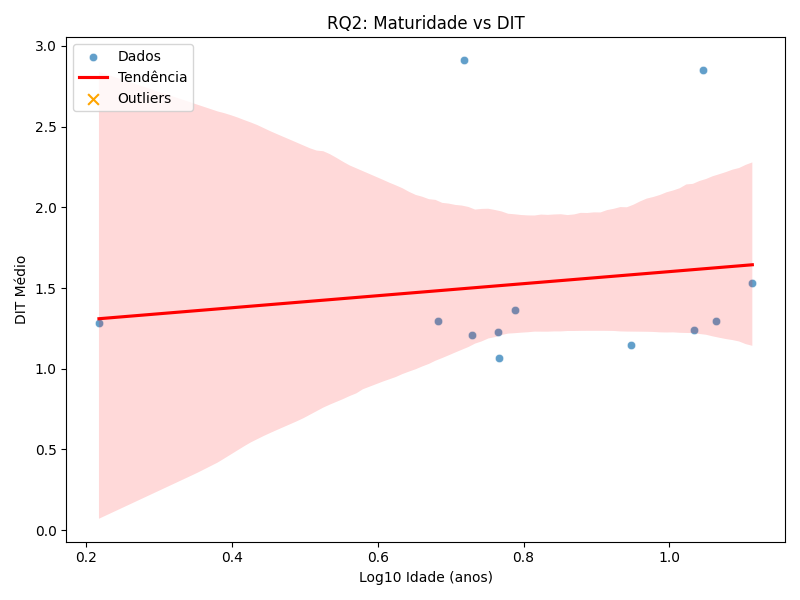 RQ2: Maturidade vs DIT
Dados
Tendência
Outliers
3.0
2.5
2.0
1.5
1.0
0.5
0.0
DIT Médio
0.2
0.4
0.6
0.8
1.0
Log10 Idade (anos)